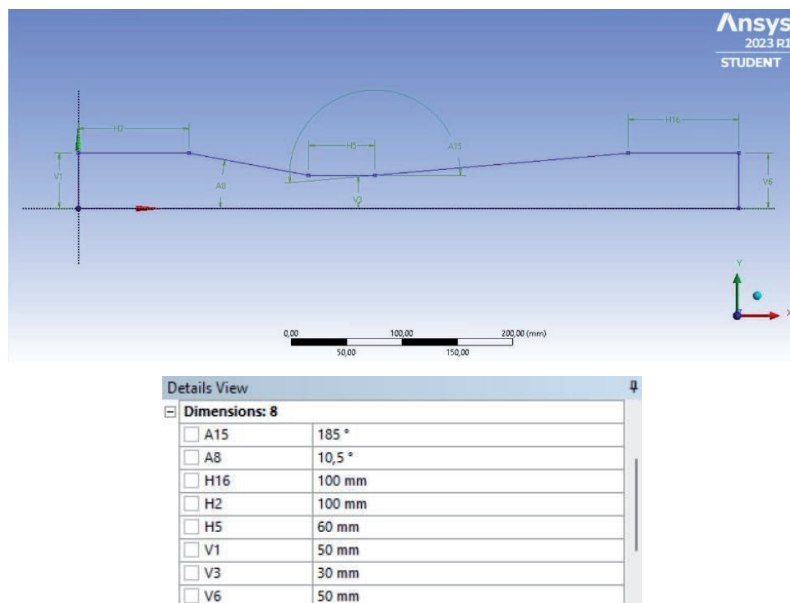 Ansys
2023 R1
STUDENT
H2
H16
H5
A15
V1
A8
V3
V6
Y
X
0,00
100,00
200,00 (mm)
50,00
150,00
Details View
Dimensions: 8
A15 185 °
A8 10,5 °
H16 100 mm
H2 100 mm
H5 60 mm
V1 50 mm
V3 30 mm
V6 50 mm